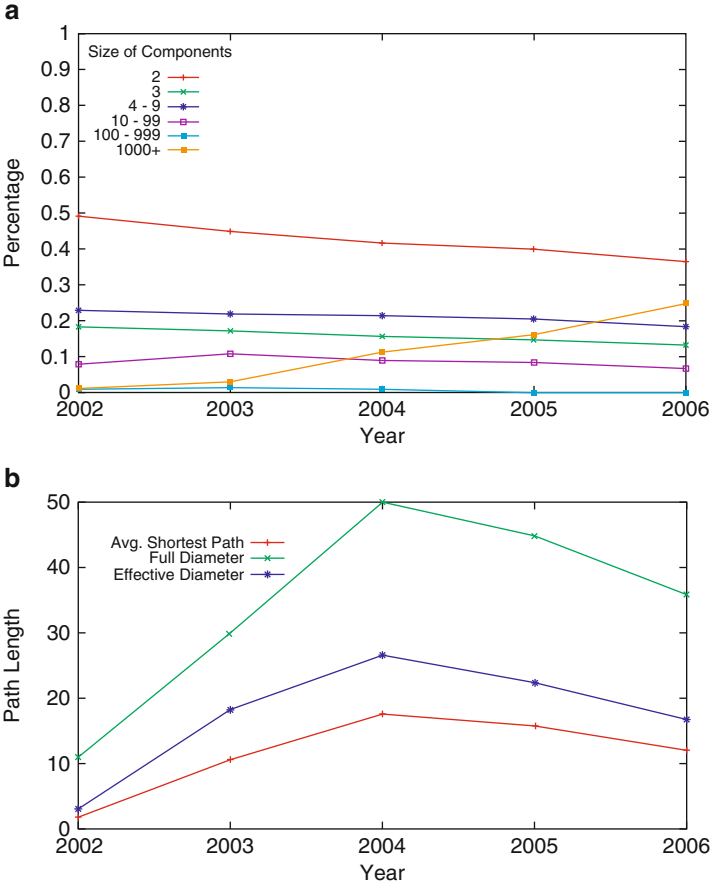 a
1
0.9
0.8
0.7
0.6
0.5
0.4
0.3
0.2
0.1
0
Percentage
Size of Components
2
3
4 - 9
10 - 99
100 - 999
1000+
2002 2003 2004 2005 2006
Year
b
50
40
30
20
10
0
Path Length
Avg. Shortest Path
Full Diameter
Effective Diameter
2002 2003 2004 2005 2006
Year